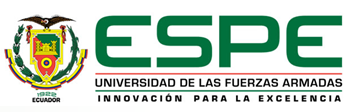 ESPE
UNIVERSIDAD DE LAS FUERZAS ARMADAS
INNOVACIÓN PARA LA EXCELENCIA
1922
ECUADOR